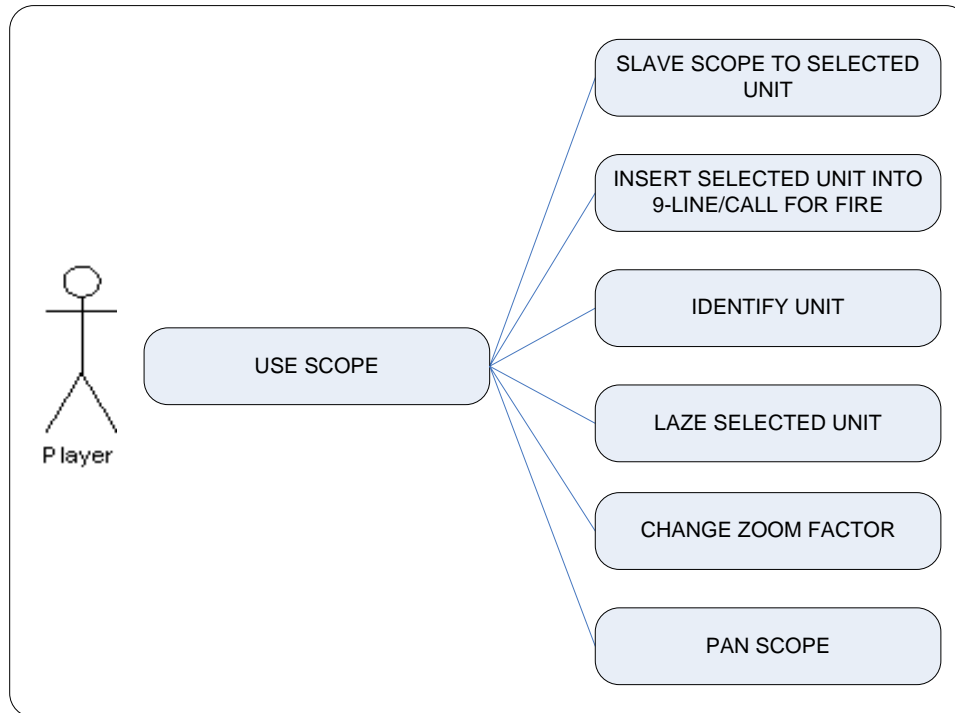 SLAVE SCOPE TO SELECTED
UNIT
INSERT SELECTED UNIT INTO
9-LINE/CALL FOR FIRE
IDENTIFY UNIT
USE SCOPE
LAZE SELECTED UNIT
Player
CHANGE ZOOM FACTOR
PAN SCOPE